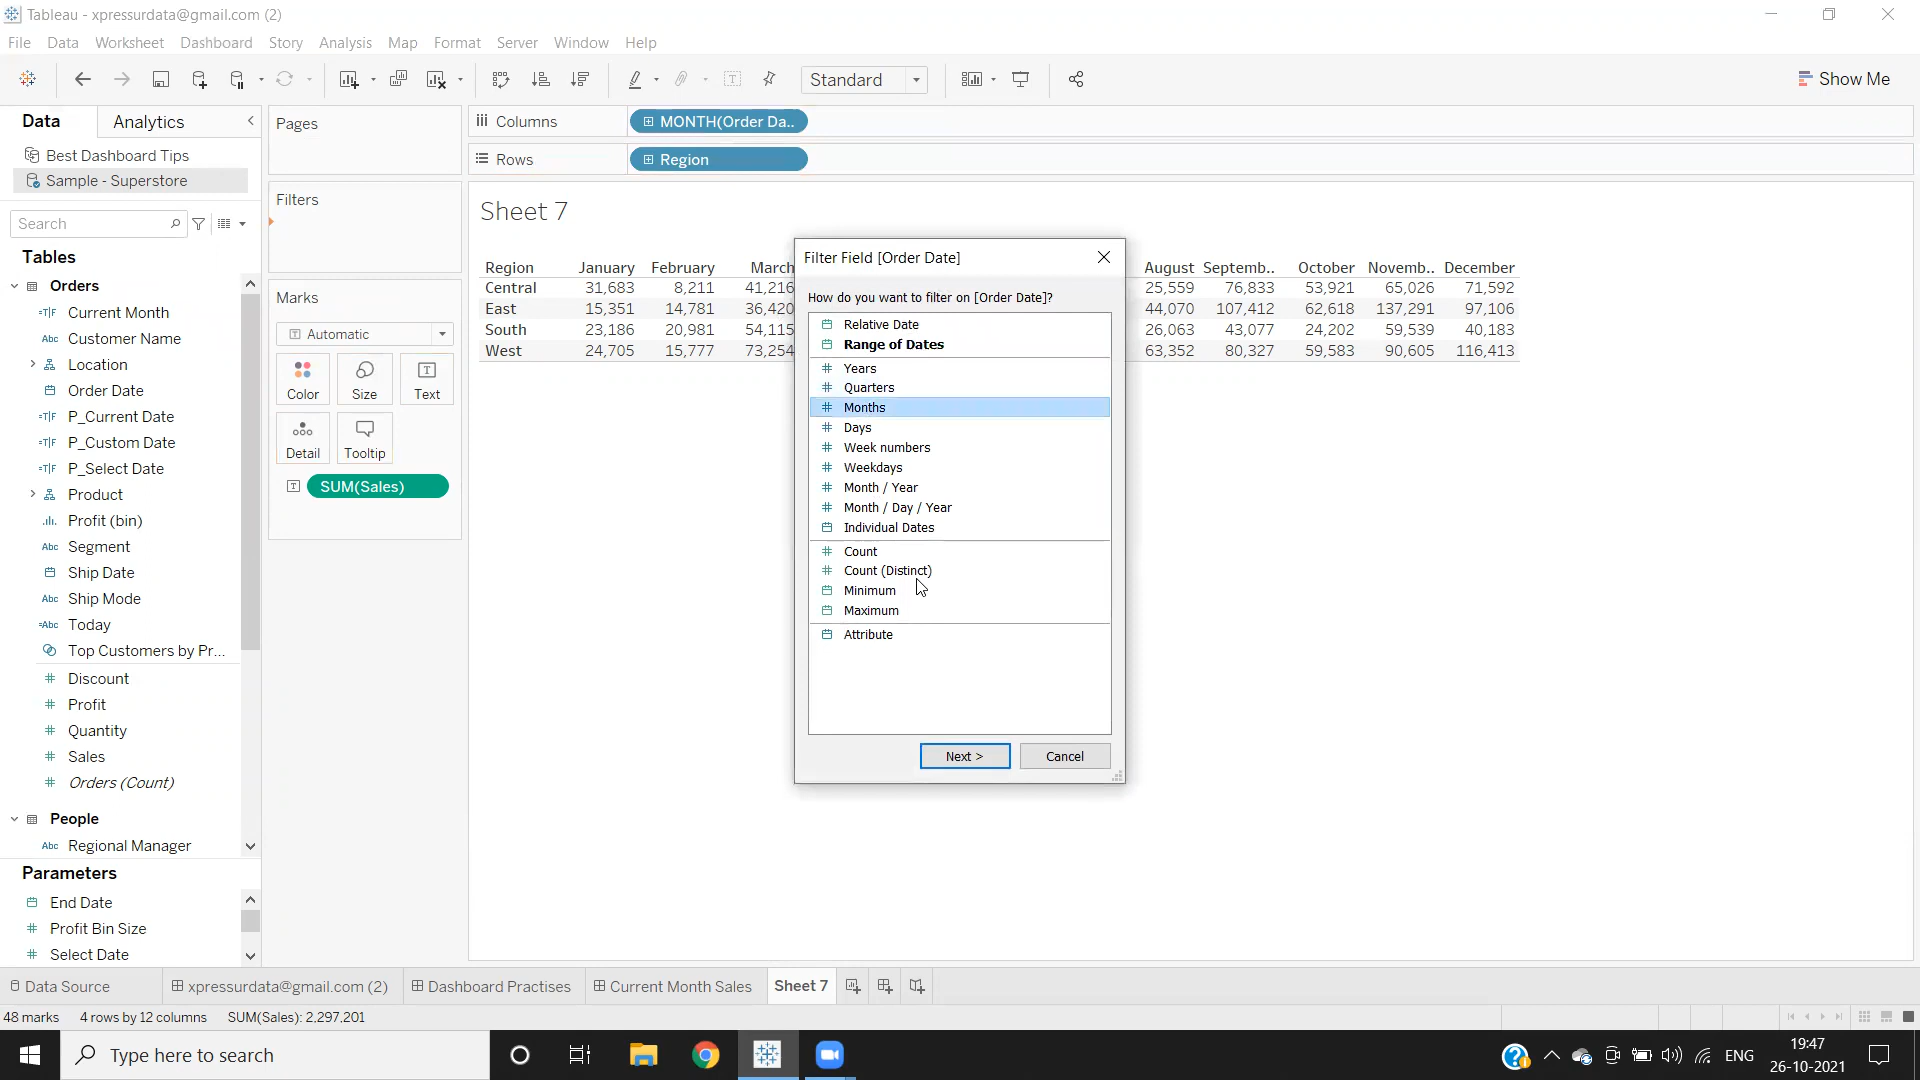 Tableau - xpressurdata@gmail.com (2)
File Data Worksheet Dashboard Story Analysis Map Format Server Window Help
Standard
Show Me
Data Analytics
Best Dashboard Tips
Sample - Superstore
Search
Tables
Orders
Current Month
Customer Name
Location
Order Date
P_Current Date
P_Custom Date
P_Select Date
Product
Profit (bin)
Segment
Ship Date
Ship Mode
Today
Top Customers by Pr...
Discount
Profit
Quantity
Sales
Orders (Count)
People
Regional Manager
Parameters
End Date
Profit Bin Size
Select Date
Pages
Filters
Marks
Automatic
Color Size Text
Detail Tooltip
SUM(Sales)
Columns MONTH(Order Da..
Rows Region
Sheet 7
Region January February March August Septemb.. October Novemb.. December
Central 31,683 8,211 41,216 25,559 76,833 53,921 65,026 71,592
East 15,351 14,781 36,420 44,070 107,412 62,618 137,291 97,106
South 23,186 20,981 54,115 26,063 43,077 24,202 59,539 40,183
West 24,705 15,777 73,254 63,352 80,327 59,583 90,605 116,413
Filter Field [Order Date]
How do you want to filter on [Order Date]?
Relative Date
Range of Dates
Years
Quarters
Months
Days
Week numbers
Weekdays
Month / Year
Month / Day / Year
Individual Dates
Count
Count (Distinct)
Minimum
Maximum
Attribute
Next > Cancel
Data Source xpressurdata@gmail.com (2) Dashboard Practises Current Month Sales Sheet 7
48 marks 4 rows by 12 columns SUM(Sales): 2,297,201
Type here to search
ENG
19:47
26-10-2021